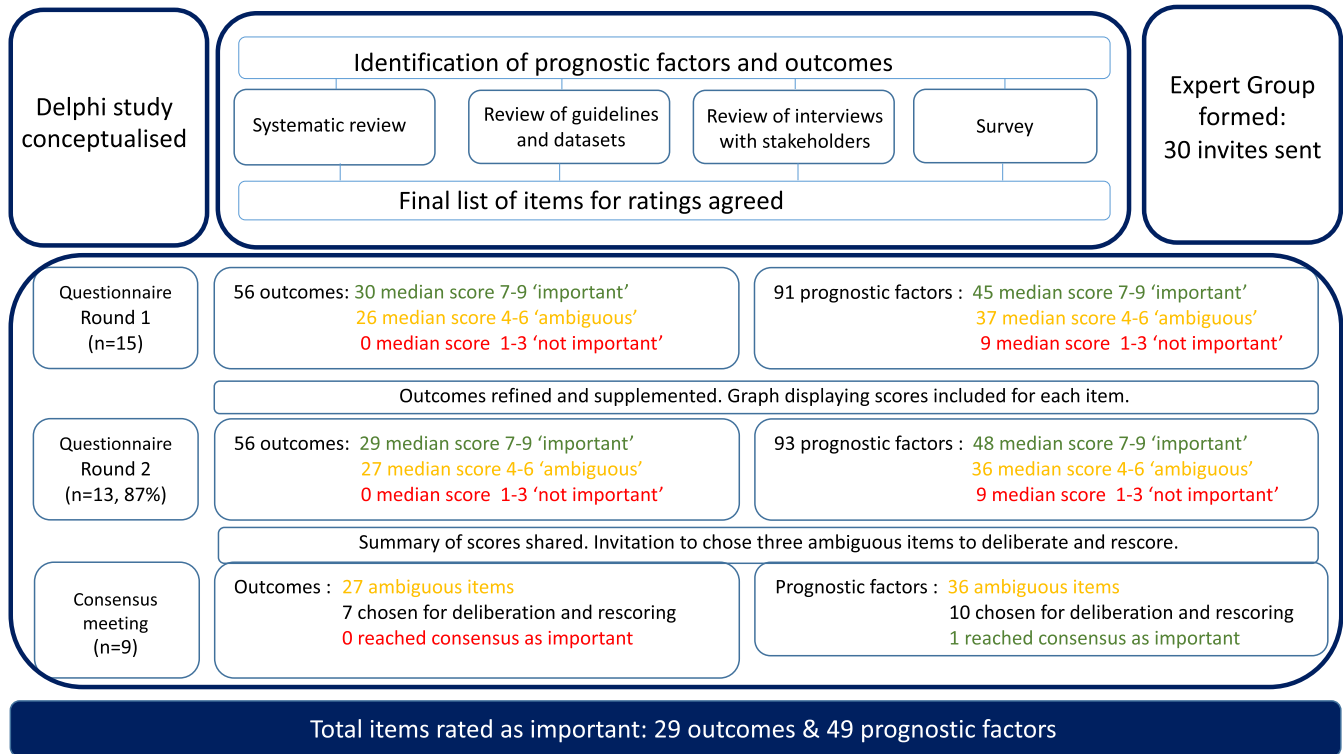 Delphi study
conceptualised
Identification of prognostic factors and outcomes
Systematic review
Review of guidelines
and datasets
Review of interviews
with stakeholders
Survey
Final list of items for ratings agreed
Expert Group
formed:
30 invites sent
Questionnaire
Round 1
(n=15)
56 outcomes: 30 median score 7-9 ‘important’
26 median score 4-6 ‘ambiguous’
0 median score 1-3 ‘not important’
91 prognostic factors : 45 median score 7-9 ‘important’
37 median score 4-6 ‘ambiguous’
9 median score 1-3 ‘not important’
Outcomes refined and supplemented. Graph displaying scores included for each item.
Questionnaire
Round 2
(n=13, 87%)
56 outcomes: 29 median score 7-9 ‘important’
27 median score 4-6 ‘ambiguous’
0 median score 1-3 ‘not important’
93 prognostic factors : 48 median score 7-9 ‘important’
36 median score 4-6 ‘ambiguous’
9 median score 1-3 ‘not important’
Summary of scores shared. Invitation to chose three ambiguous items to deliberate and rescore.
Consensus
meeting
(n=9)
Outcomes : 27 ambiguous items
7 chosen for deliberation and rescoring
0 reached consensus as important
Prognostic factors : 36 ambiguous items
10 chosen for deliberation and rescoring
1 reached consensus as important
Total items rated as important: 29 outcomes & 49 prognostic factors